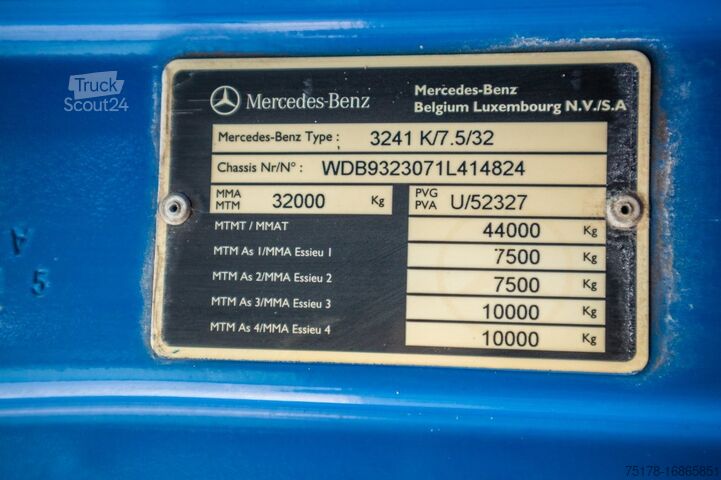 Truck
Scout24
Mercedes-Benz
Mercedes-Benz
Belgium Luxembourg N.V./S.A
Mercedes-Benz Type : 3241 K/7.5/32
Chassis Nr/N° : WDB9323071L414824
MMA
MTM 32000 Kg
PVG
PVA U/52327
MTMT / MMAT 44000 Kg
MTM As 1/MMA Essieu 1 7500 Kg
MTM As 2/MMA Essieu 2 7500 Kg
MTM As 3/MMA Essieu 3 10000 Kg
MTM As 4/MMA Essieu 4 10000 Kg
75178-16865851